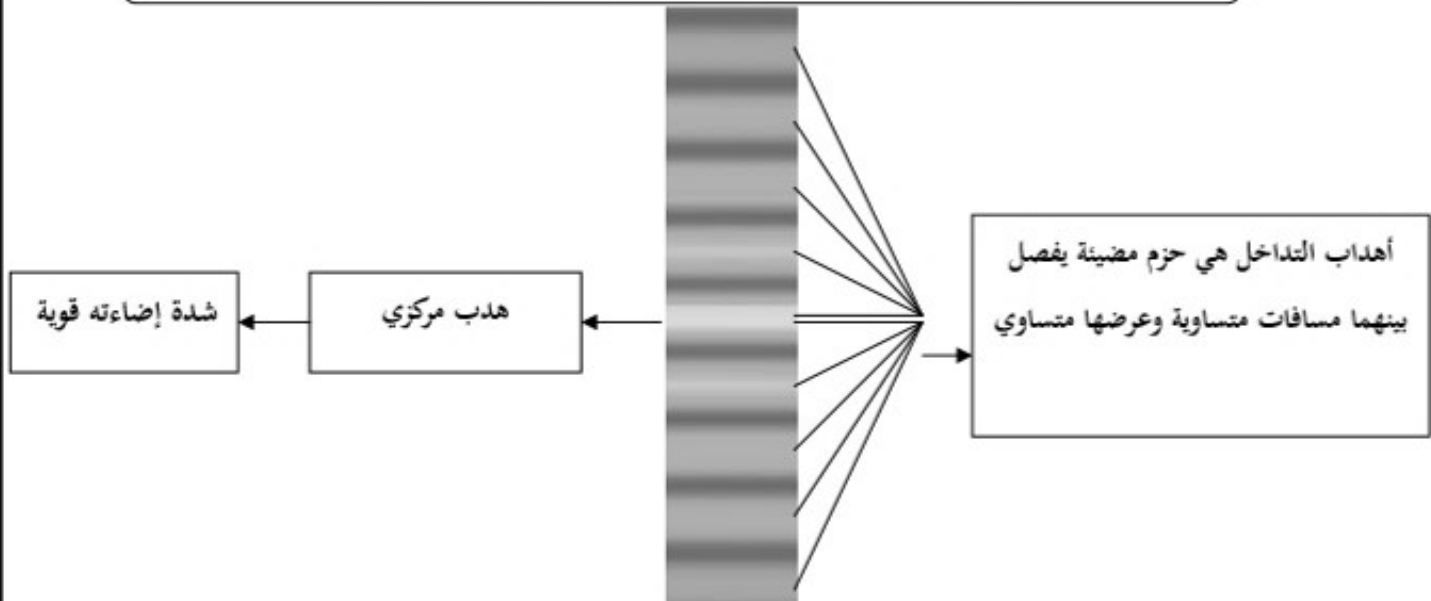 أهداب التداخل هي حزم مضيئة يفصل
بينهما مسافات متساوية وعرضها متساوي
هدب مركزي
شدة إضاءته قوية